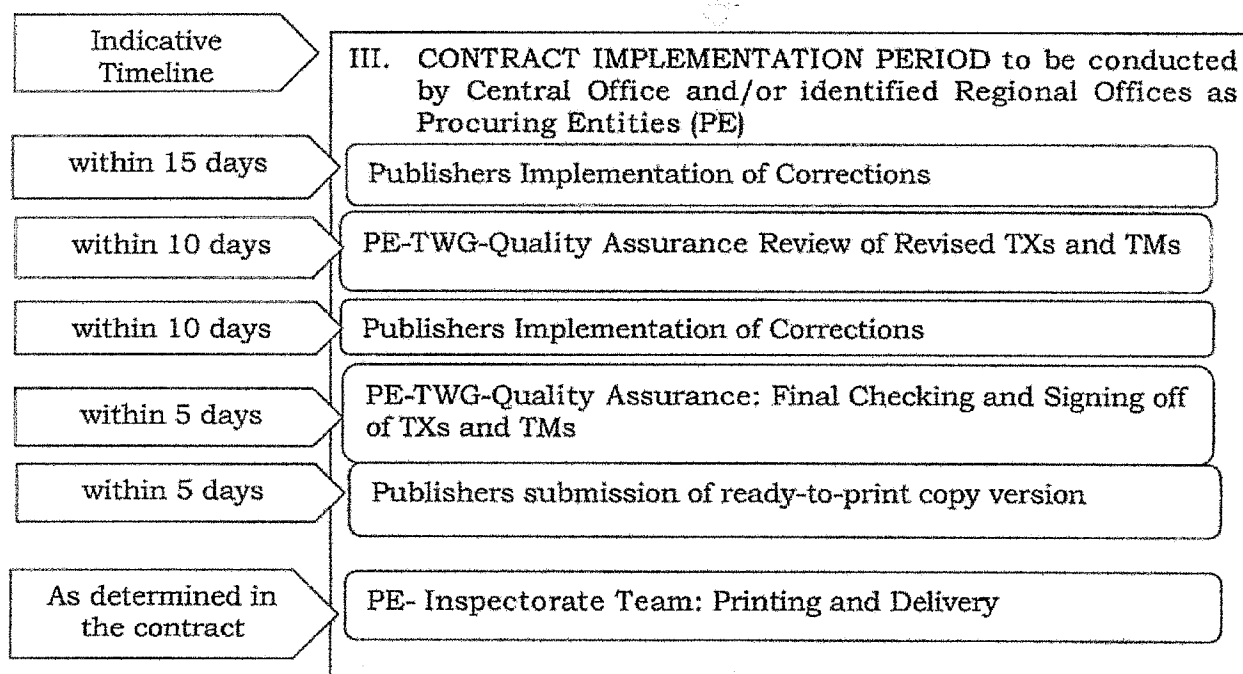 Indicative
Timeline
III. CONTRACT IMPLEMENTATION PERIOD to be conducted
by Central Office and/or identified Regional Offices as
Procuring Entities (PE)
within 15 days
Publishers Implementation of Corrections
within 10 days
PE-TWG-Quality Assurance Review of Revised TXs and TMs
within 10 days
Publishers Implementation of Corrections
within 5 days
PE-TWG-Quality Assurance: Final Checking and Signing off
of TXs and TMs
within 5 days
Publishers submission of ready-to-print copy version
As determined in
the contract
PE- Inspectorate Team: Printing and Delivery